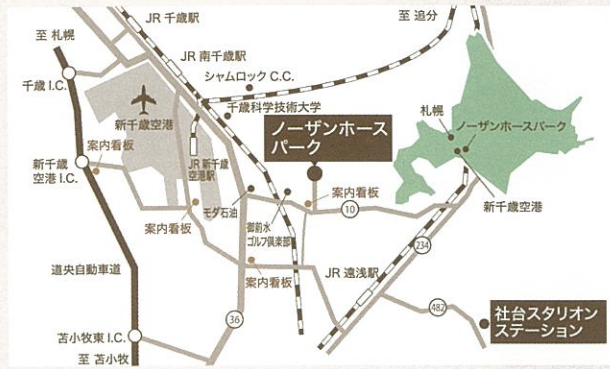 至 札幌
JR 千歳駅
至 追分
JR 南千歳駅
シャムロック C.C.
千歳 I.C.
千歳科学技術大学
札幌
ノーザンホースパーク
新千歳空港
ノーザンホース
パーク
新千歳
空港 I.C.
JR 新千歳
空港駅
新千歳空港
案内看板
モダ石油
御前水
ゴルフ倶楽部
案内看板
案内看板
10
案内看板
234
道央自動車道
JR 遠浅駅
36
482
社台スタリオン
ステーション
苫小牧東 I.C.
至 苫小牧